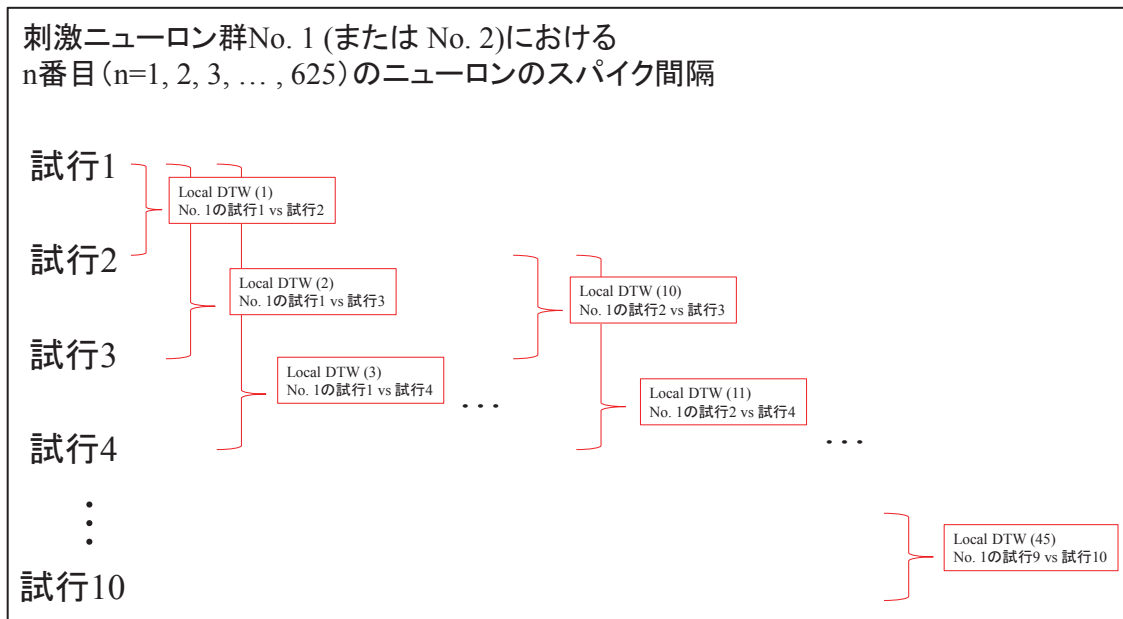 刺激ニューロン群No. 1 (または No. 2)における
n番目(n=1, 2, 3, … , 625)のニューロンのスパイク間隔
試行1
Local DTW (1)
No. 1の試行1 vs 試行2
試行2
Local DTW (2)
No. 1の試行1 vs 試行3
Local DTW (10)
No. 1の試行2 vs 試行3
試行3
Local DTW (3)
No. 1の試行1 vs 試行4
…
Local DTW (11)
No. 1の試行2 vs 試行4
試行4
…
⋮
Local DTW (45)
No. 1の試行9 vs 試行10
試行10